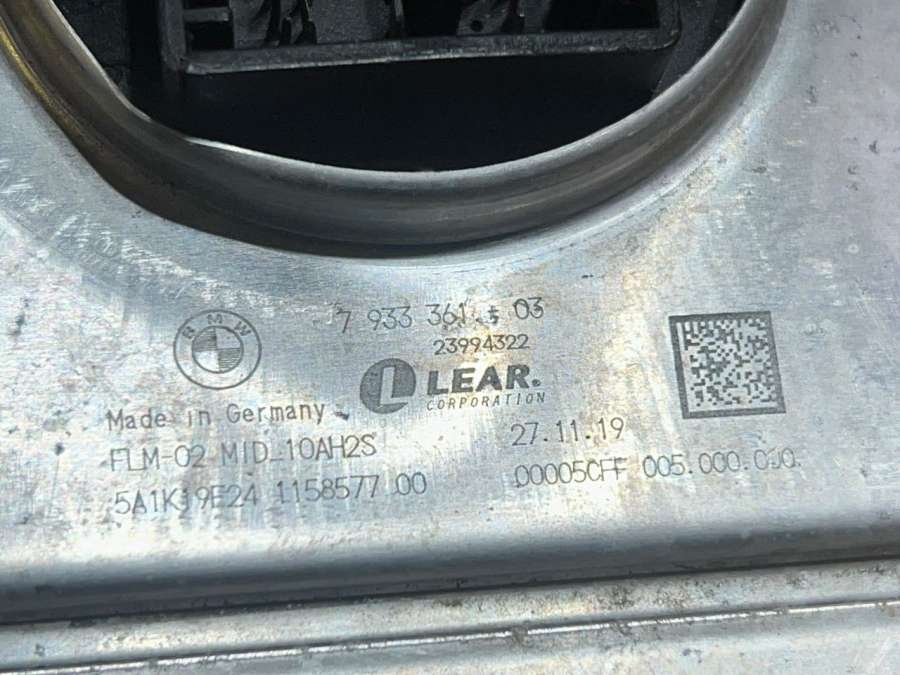 BMW
7 933 361 03
23994322
LEAR.
CORPORATION
Made in Germany
27.11.19
FLM-02 MID_10AH2S
00005CFF 005.000.000.
5A1K19E24 1158577 00